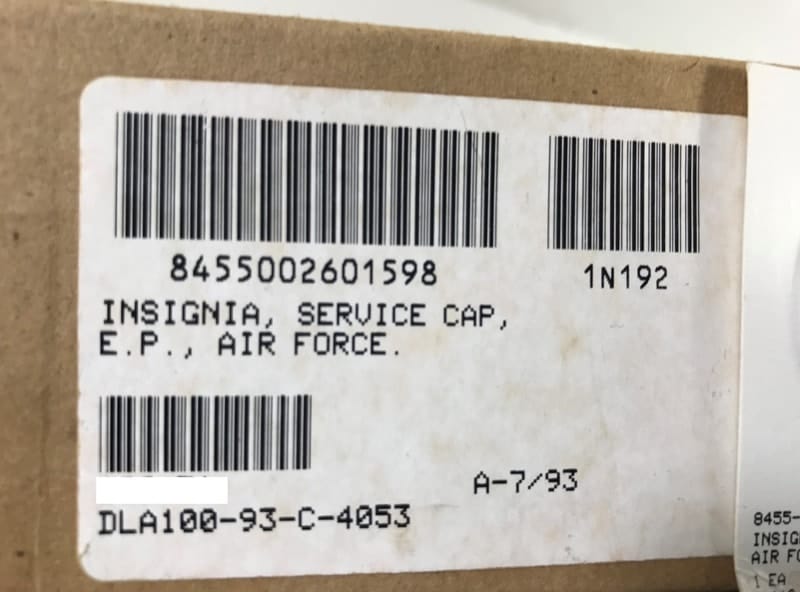 8455002601598
1N192
INSIGNIA, SERVICE CAP,
E.P., AIR FORCE.
A-7/93
DLA100-93-C-4053
8455-
INSIG
AIR FO
1 EA